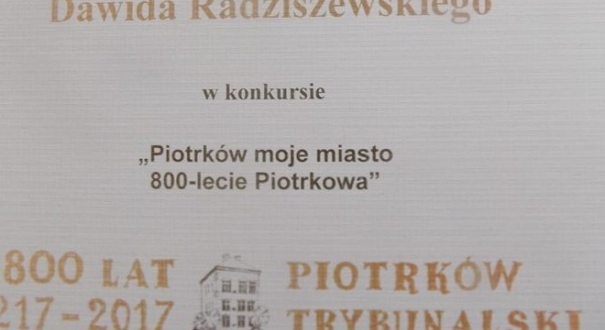 Dawida Radziszewskiego
w konkursie
„Piotrków moje miasto
800-lecie Piotrkowa”
800 LAT PIOTRKÓW
217-2017 TRYBUNALSKI